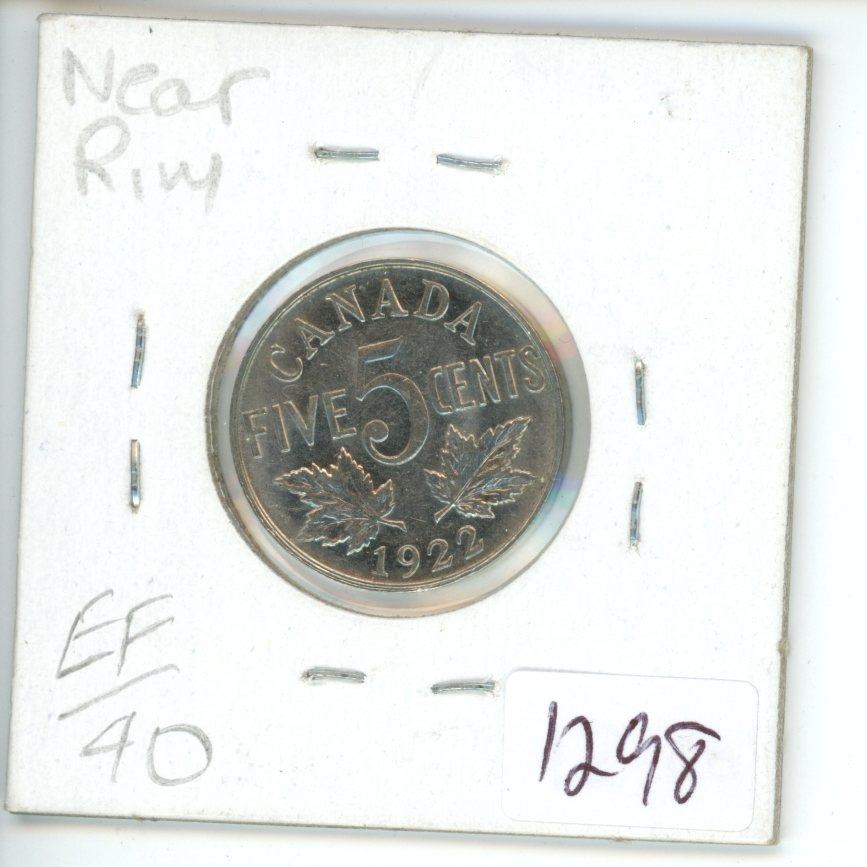 Near
Rim
CANADA
FIVE 5 CENTS
1922
EF/
40
1298